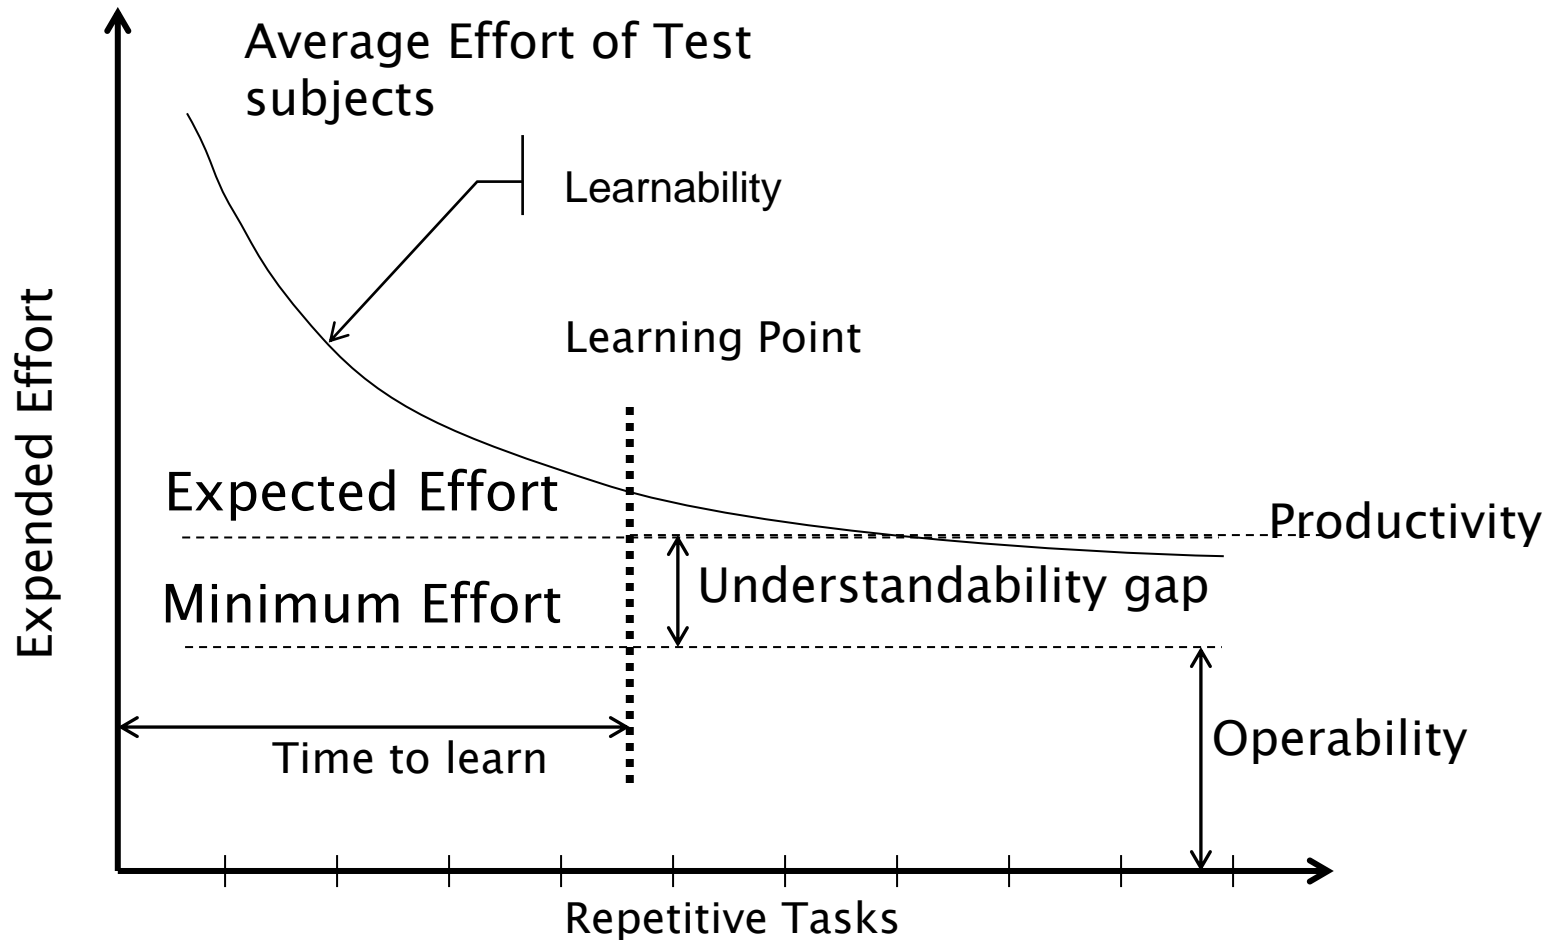 Average Effort of Test
subjects
Learnability
Learning Point
Expended Effort
Expected Effort
Productivity
Understandability gap
Minimum Effort
Operability
Time to learn
Repetitive Tasks